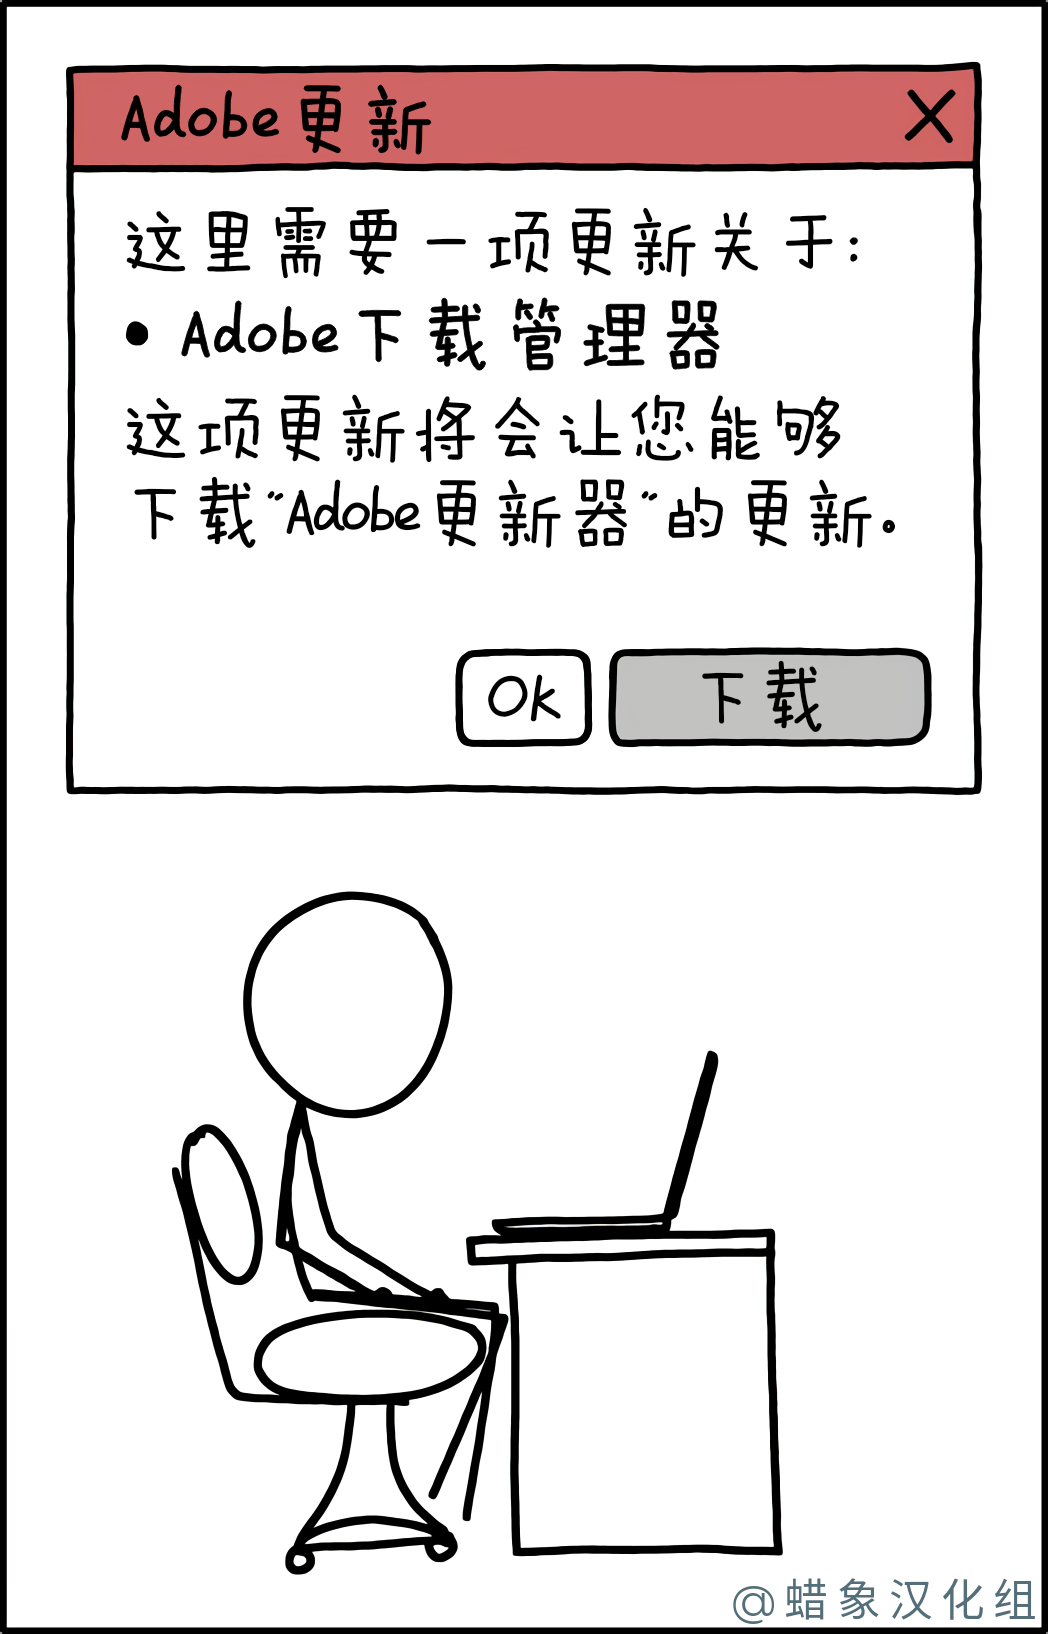 Adobe更新
这里需要一项更新关于:
• Adobe下载管理器
这项更新将会让您能够
下载“Adobe更新器”的更新。
Ok 下载
@蜡象汉化组